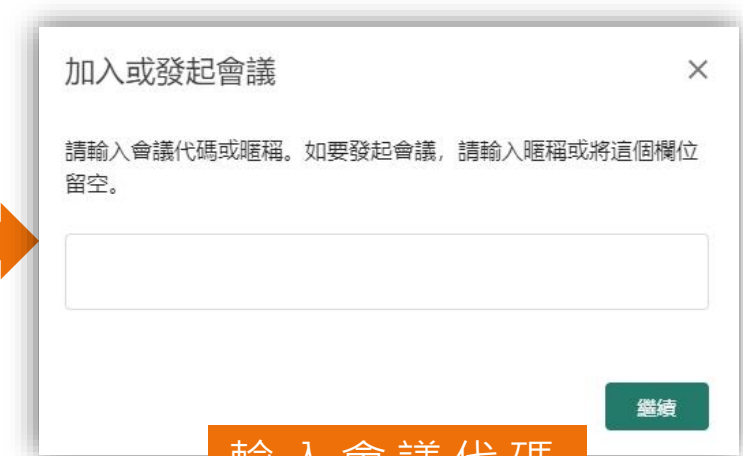 加入或發起會議
請輸入會議代碼或暱稱。如要發起會議，請輸入暱稱或將這個欄位
留空。
繼續
輸入會議代碼